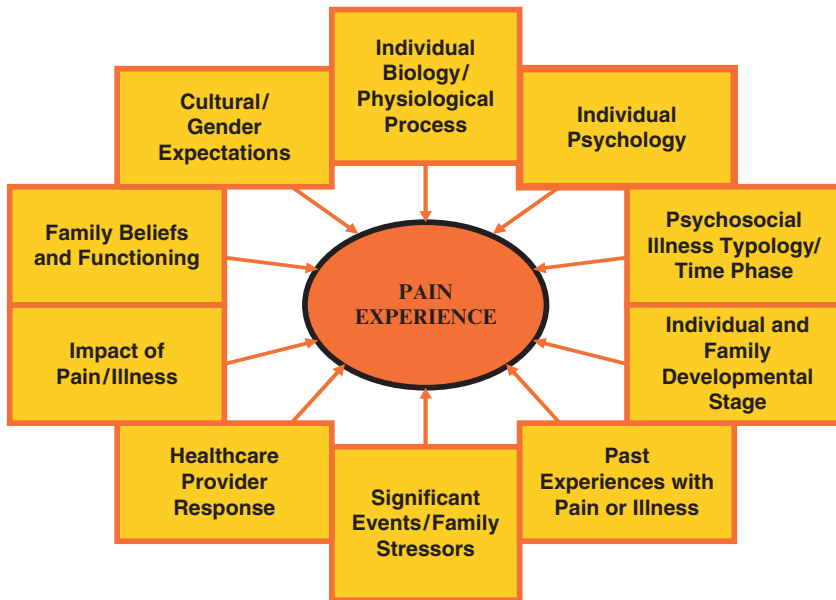 Individual
Biology/
Physiological
Process
Individual
Psychology
Psychosocial
Illness Typology/
Time Phase
Individual and
Family
Developmental
Stage
Past
Experiences with
Pain or Illness
Significant
Events/Family
Stressors
Healthcare
Provider
Response
Impact of
Pain/Illness
Family Beliefs
and Functioning
Cultural/
Gender
Expectations
PAIN
EXPERIENCE